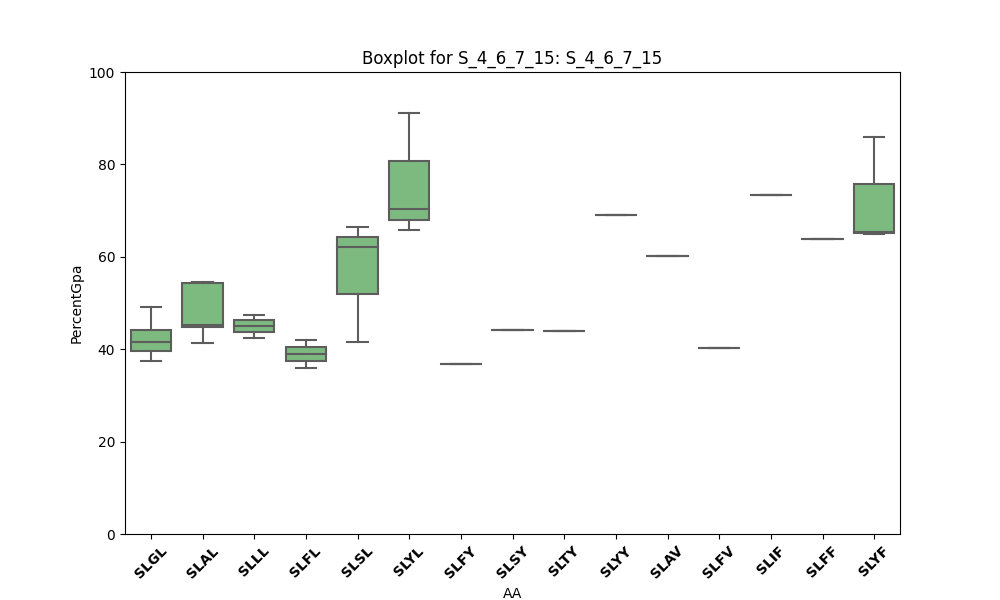 Boxplot for S_4_6_7_15: S_4_6_7_15
100
80
60
40
20
0
PercentGpa
SLGL SLAL SLLL SLFL SLSL SLYL SLFY SLSY SLTY SLYY SLAV SLFV SLIF SLFF SLYF
AA